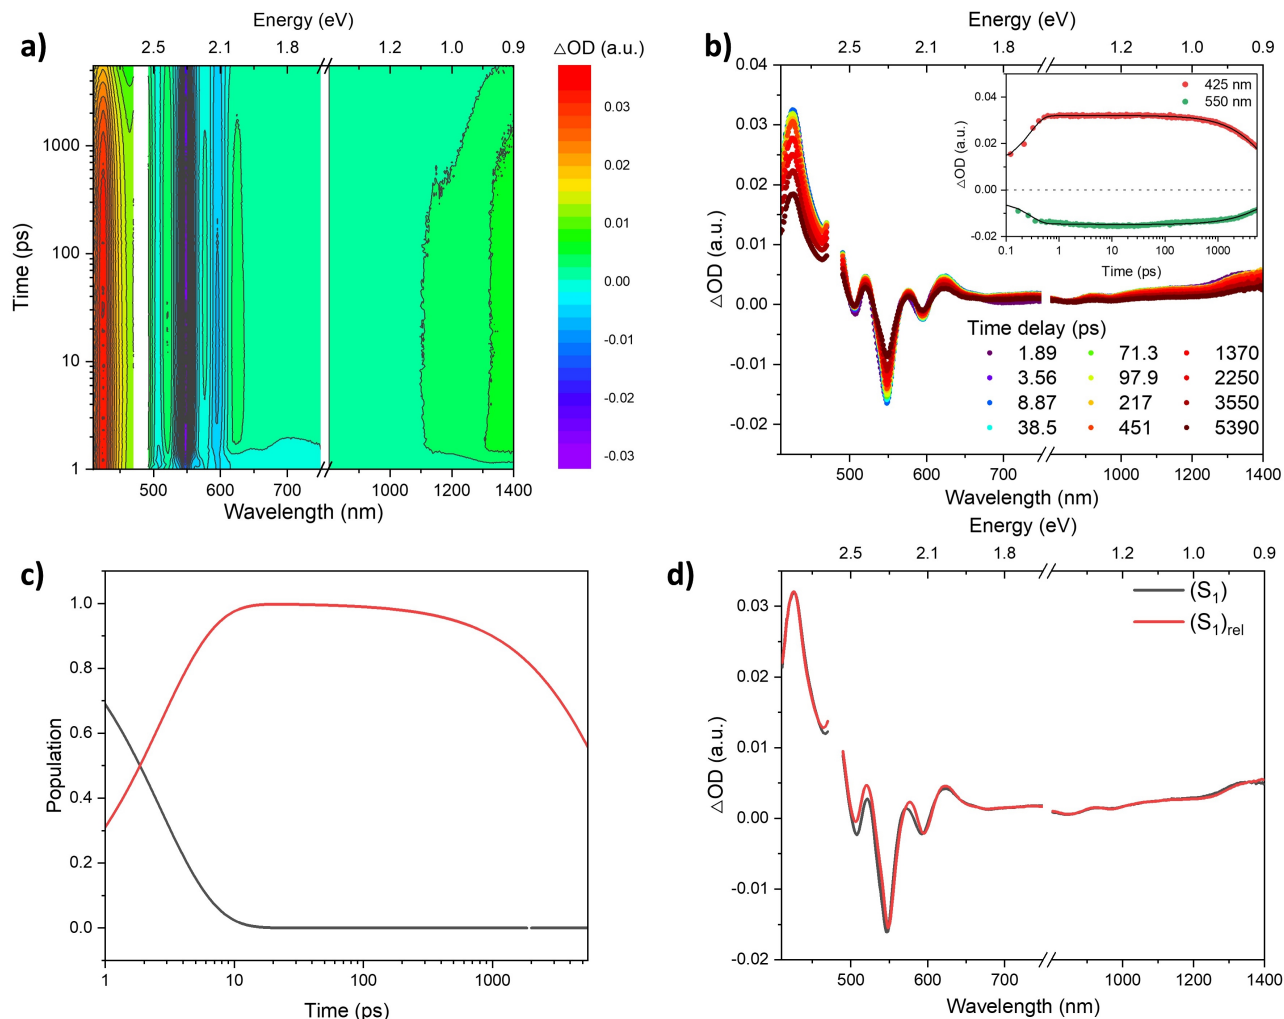 a)
Energy (eV)
2.5 2.1 1.8 1.2 1.0 0.9
△OD (a.u.)
0.03
0.02
0.01
0.00
-0.01
-0.02
-0.03
1000
100
10
1
Time (ps)
500 600 700 1000 1200 1400
Wavelength (nm)
b)
Energy (eV)
2.5 2.1 1.8 1.2 1.0 0.9
0.04
0.03
0.02
0.01
0.00
-0.01
-0.02
△OD (a.u.)
425 nm
550 nm
0.04
0.02
0.00
-0.02
△OD (a.u.)
0.1 1 10 100 1000
Time (ps)
Time delay (ps)
1.89 71.3 1370
3.56 97.9 2250
8.87 217 3550
38.5 451 5390
500 600 700 1000 1200 1400
Wavelength (nm)
c)
1.0
0.8
0.6
0.4
0.2
0.0
Population
1 10 100 1000
Time (ps)
d)
Energy (eV)
2.5 2.1 1.8 1.2 1.0 0.9
(S1)
(S1)rel
0.03
0.02
0.01
0.00
-0.01
-0.02
△OD (a.u.)
500 600 700 1000 1200 1400
Wavelength (nm)